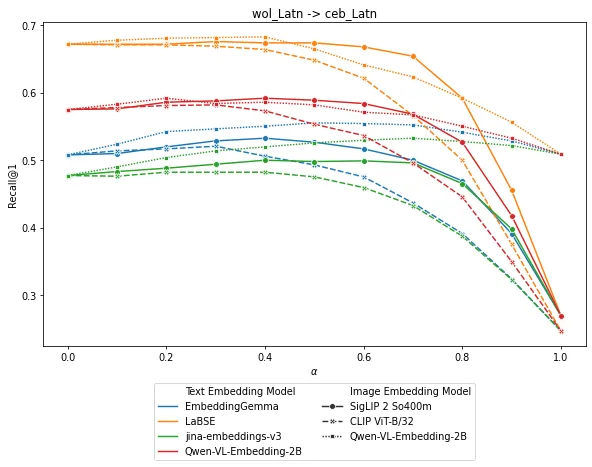 wol_Latn -> ceb_Latn
0.7
0.6
0.5
0.4
0.3
Recall@1
0.0 0.2 0.4 0.6 0.8 1.0
α
Text Embedding Model Image Embedding Model
EmbeddingGemma SigLIP 2 So400m
LaBSE CLIP ViT-B/32
jina-embeddings-v3 Qwen-VL-Embedding-2B
Qwen-VL-Embedding-2B